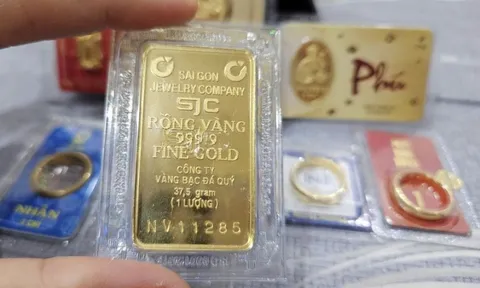 SAIGON
JEWELRY COMPANY
SJC
RỒNG VÀNG
999.9
FINE GOLD
CÔNG TY
VÀNG BẠC ĐÁ QUÝ
37,5 gram
(1 LƯỢNG)
NV11285
Phú
NHẪN